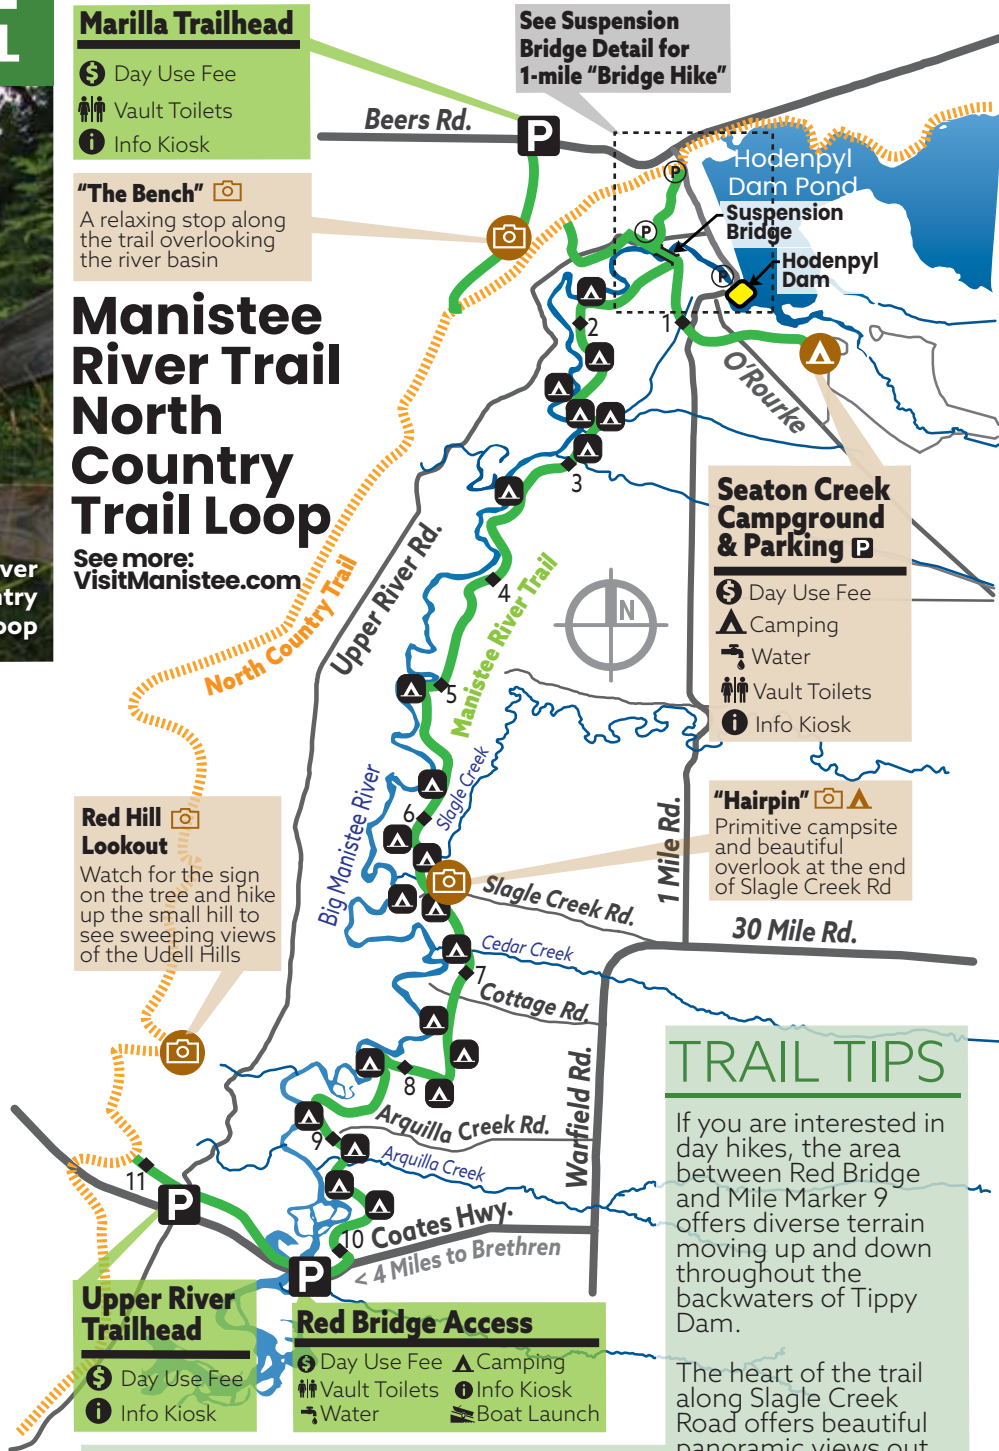 1
ver
ntry
oop
Marilla Trailhead
$ Day Use Fee
Vault Toilets
i Info Kiosk
See Suspension
Bridge Detail for
1-mile “Bridge Hike”
Beers Rd.
P
"The Bench"
A relaxing stop along
the trail overlooking
the river basin
Manistee
River Trail
North
Country
Trail Loop
See more:
VisitManistee.com
Hodenpyl
Dam Pond
P
P
P
Suspension
Bridge
Hodenpyl
Dam
1
2
3
4
5
6
7
8
9
10
11
O'Rourke
North Country Trail
Upper River Rd.
Manistee River Trail
N
Seaton Creek
Campground
& Parking P
$ Day Use Fee
Camping
Water
Vault Toilets
i Info Kiosk
Big Manistee River
Slagle Creek
1 Mile Rd.
"Hairpin"
Primitive campsite
and beautiful
overlook at the end
of Slagle Creek Rd
Red Hill
Lookout
Watch for the sign
on the tree and hike
up the small hill to
see sweeping views
of the Udell Hills
Slagle Creek Rd.
30 Mile Rd.
Cedar Creek
Cottage Rd.
Warfield Rd.
Arquilla Creek Rd.
Arquilla Creek
Coates Hwy.
< 4 Miles to Brethren
P
P
Upper River
Trailhead
$ Day Use Fee
i Info Kiosk
Red Bridge Access
$ Day Use Fee Camping
Vault Toilets i Info Kiosk
Water Boat Launch
TRAIL TIPS
If you are interested in
day hikes, the area
between Red Bridge
and Mile Marker 9
offers diverse terrain
moving up and down
throughout the
backwaters of Tippy
Dam.
The heart of the trail
along Slagle Creek
Road offers beautiful
panoramic views out